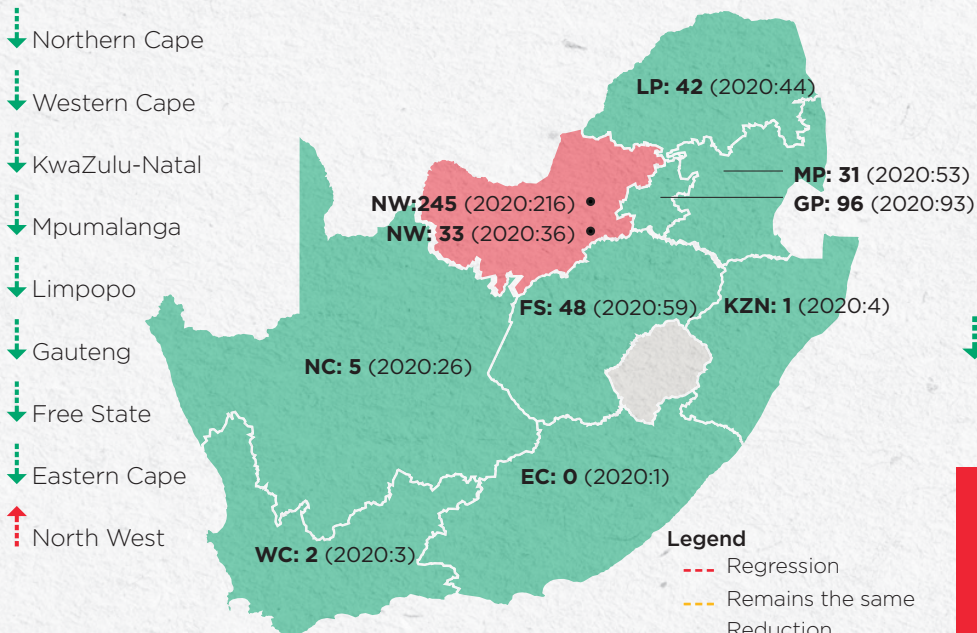 Northern Cape
Western Cape
KwaZulu-Natal
Mpumalanga
Limpopo
Gauteng
Free State
Eastern Cape
North West
LP: 42 (2020:44)
MP: 31 (2020:53)
GP: 96 (2020:93)
NW:245 (2020:216)
NW: 33 (2020:36)
FS: 48 (2020:59)
KZN: 1 (2020:4)
NC: 5 (2020:26)
EC: 0 (2020:1)
WC: 2 (2020:3)
Legend
Regression
Remains the same
Reduction